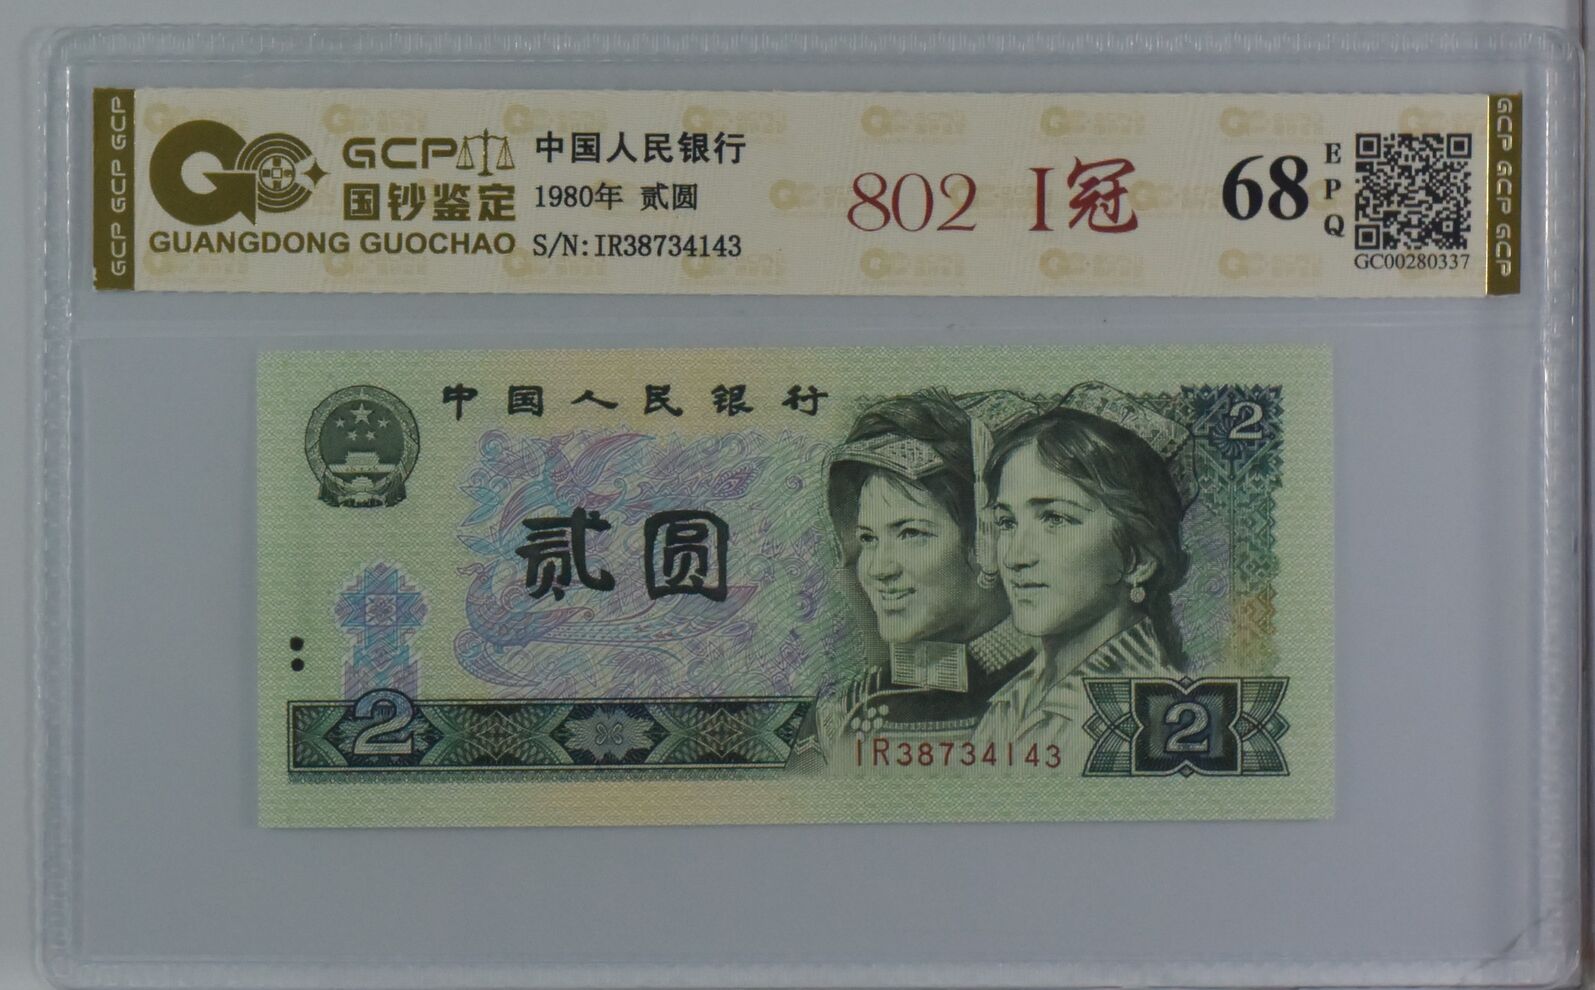 GCP GCP GCP
GCP
国钞鉴定
GUANGDONG GUOCHAO
中国人民银行
1980年 贰圆
S/N:IR38734143
802 I冠
68
EPQ
GC00280337
GCP GCP GCP
中国人民银行
2
贰圆
2
IR38734143
2